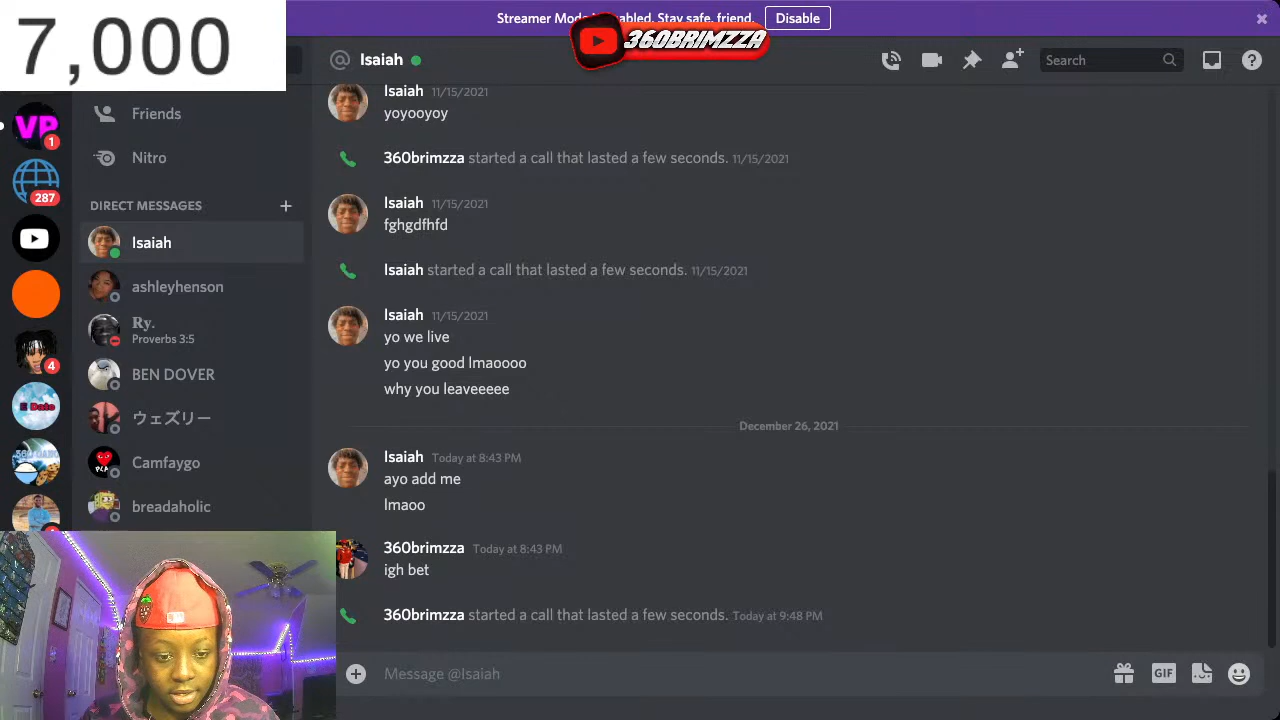 7,000
Streamer Mode
abled. Stay safe, friend.
Disable
360BRIMZZA
Isaiah
Search
Friends
Nitro
DIRECT MESSAGES
Isaiah
ashleyhenson
Ry.
Proverbs 3:5
BEN DOVER
ウェズリー
Camfaygo
breadaholic
VP
1
287
4
E Date
Isaiah 11/15/2021
yoyooyoy
360brimzza started a call that lasted a few seconds. 11/15/2021
Isaiah 11/15/2021
fghgdfhfd
Isaiah started a call that lasted a few seconds. 11/15/2021
Isaiah 11/15/2021
yo we live
yo you good lmaoooo
why you leaveeeee
December 26, 2021
Isaiah Today at 8:43 PM
ayo add me
lmaoo
360brimzza Today at 8:43 PM
igh bet
360brimzza started a call that lasted a few seconds. Today at 9:48 PM
Message @Isaiah
GIF